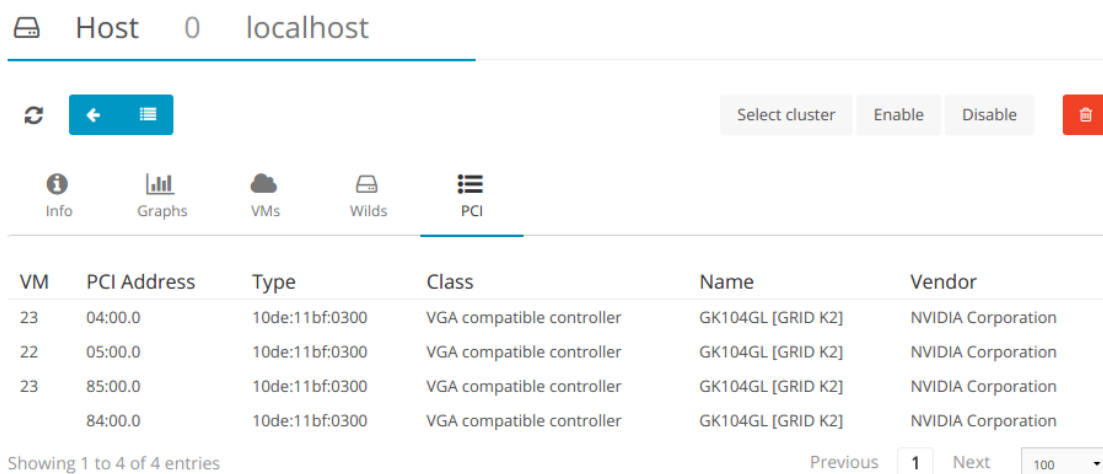 Host 0 localhost
Select cluster Enable Disable
Info Graphs VMs Wilds PCI
VM PCI Address Type Class Name Vendor
23 04:00.0 10de:11bf:0300 VGA compatible controller GK104GL [GRID K2] NVIDIA Corporation
22 05:00.0 10de:11bf:0300 VGA compatible controller GK104GL [GRID K2] NVIDIA Corporation
23 85:00.0 10de:11bf:0300 VGA compatible controller GK104GL [GRID K2] NVIDIA Corporation
84:00.0 10de:11bf:0300 VGA compatible controller GK104GL [GRID K2] NVIDIA Corporation
Showing 1 to 4 of 4 entries Previous 1 Next 100